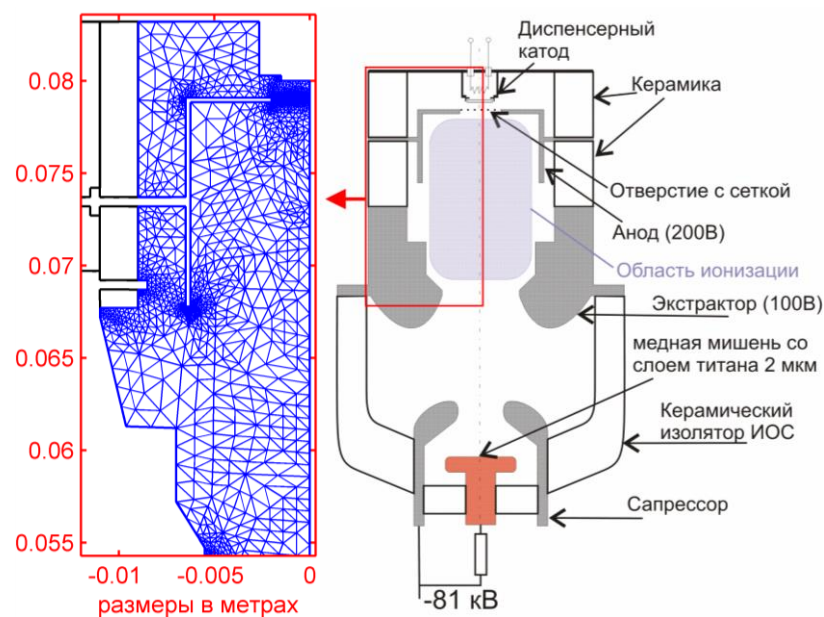 0.08
0.075
0.07
0.065
0.06
0.055
-0.01
-0.005
0
размеры в метрах
Диспенсерный
катод
Керамика
Отверстие с сеткой
Анод (200В)
Область ионизации
Экстрактор (100В)
медная мишень со
слоем титана 2 мкм
Керамический
изолятор ИОС
Сапрессор
-81 кВ